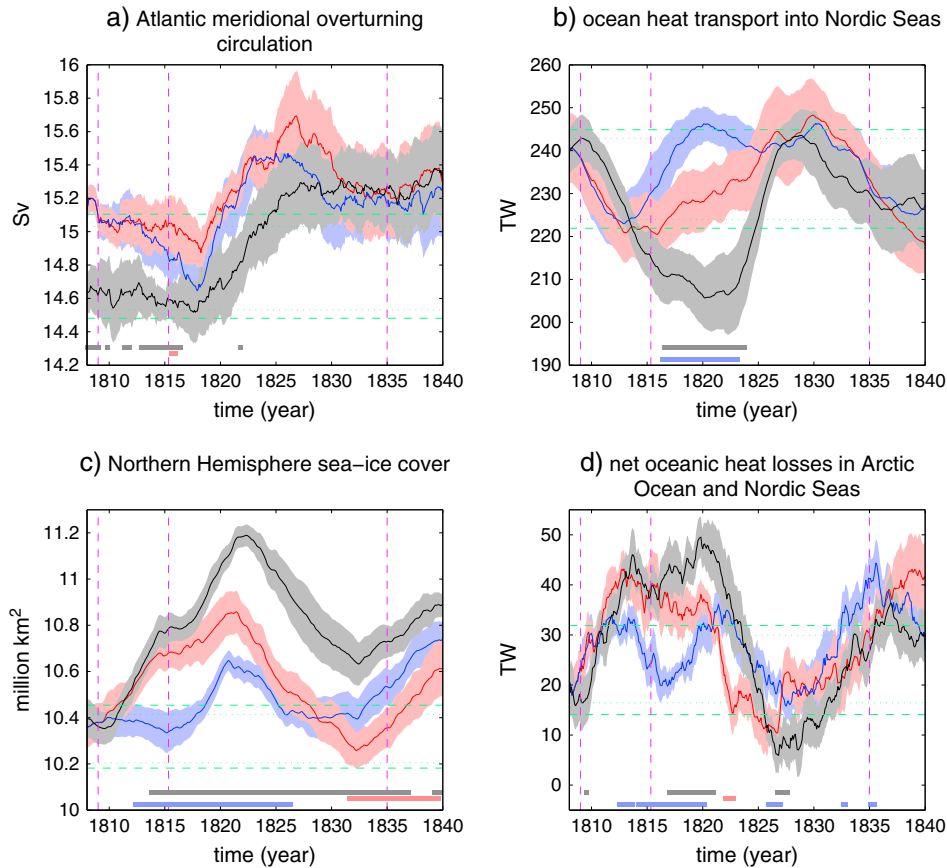 a) Atlantic meridional overturning
circulation
16
15.8
15.6
15.4
15.2
15
14.8
14.6
14.4
14.2
Sv
1810 1815 1820 1825 1830 1835 1840
time (year)
b) ocean heat transport into Nordic Seas
260
250
240
230
220
210
200
190
TW
1810 1815 1820 1825 1830 1835 1840
time (year)
c) Northern Hemisphere sea−ice cover
11.2
11
10.8
10.6
10.4
10.2
10
million km²
1810 1815 1820 1825 1830 1835 1840
time (year)
d) net oceanic heat losses in Arctic
Ocean and Nordic Seas
50
40
30
20
10
0
TW
1810 1815 1820 1825 1830 1835 1840
time (year)